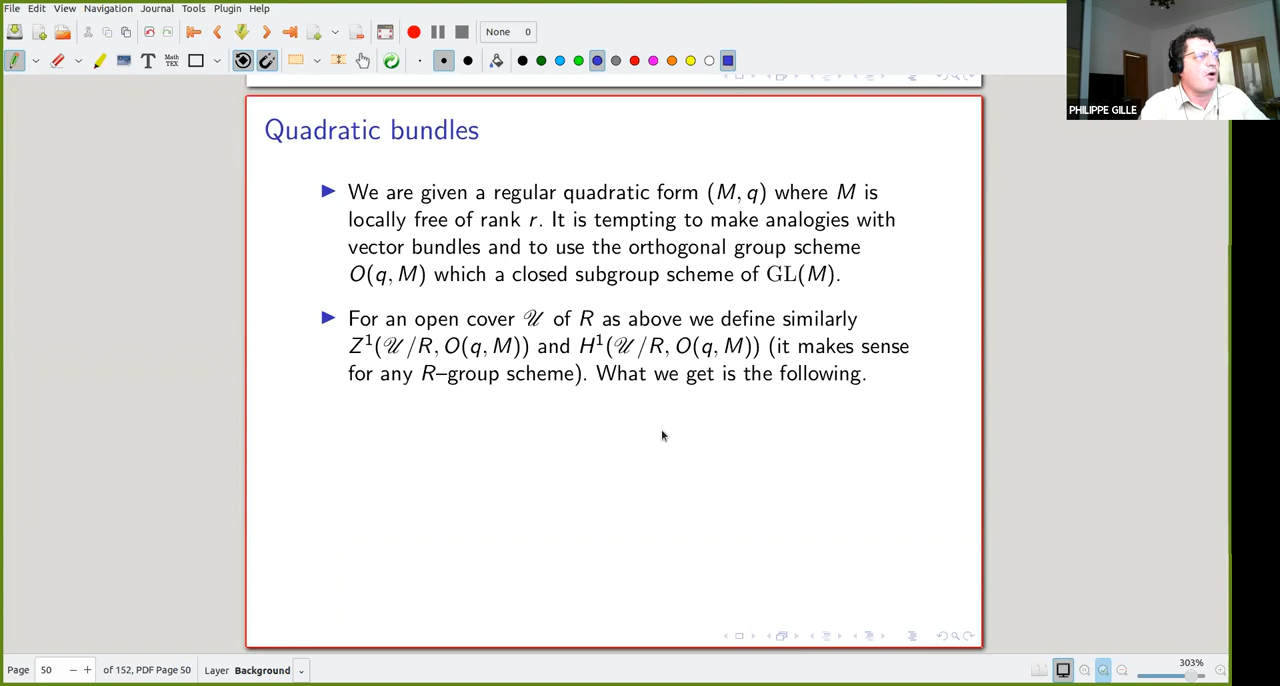 File Edit View Navigation Journal Tools Plugin Help
None 0
Math TEX
PHILIPPE GILLE
Quadratic bundles
We are given a regular quadratic form (M, q) where M is
locally free of rank r. It is tempting to make analogies with
vector bundles and to use the orthogonal group scheme
O(q, M) which a closed subgroup scheme of GL(M).
For an open cover 𝒰 of R as above we define similarly
Z¹(𝒰/R, O(q, M)) and H¹(𝒰/R, O(q, M)) (it makes sense
for any R–group scheme). What we get is the following.
Page 50 of 152, PDF Page 50 Layer Background 303%